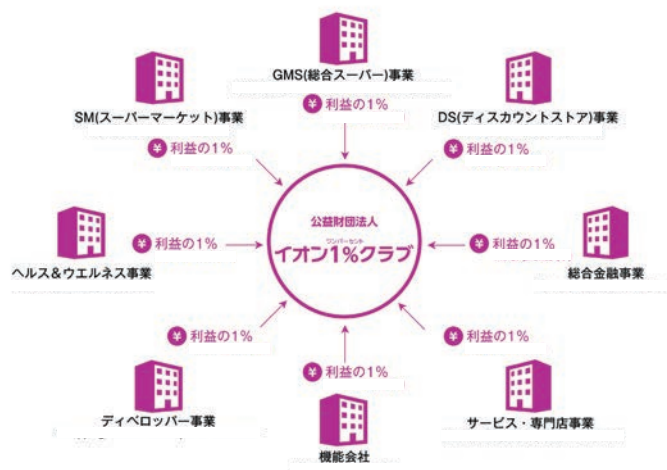 GMS(総合スーパー)事業
¥ 利益の1%
SM(スーパーマーケット)事業
¥ 利益の1%
DS(ディスカウントストア)事業
¥ 利益の1%
公益財団法人
ワンパーセント
イオン1%クラブ
¥ 利益の1%
ヘルス&ウエルネス事業
¥ 利益の1%
総合金融事業
¥ 利益の1%
ディベロッパー事業
¥ 利益の1%
機能会社
¥ 利益の1%
サービス・専門店事業